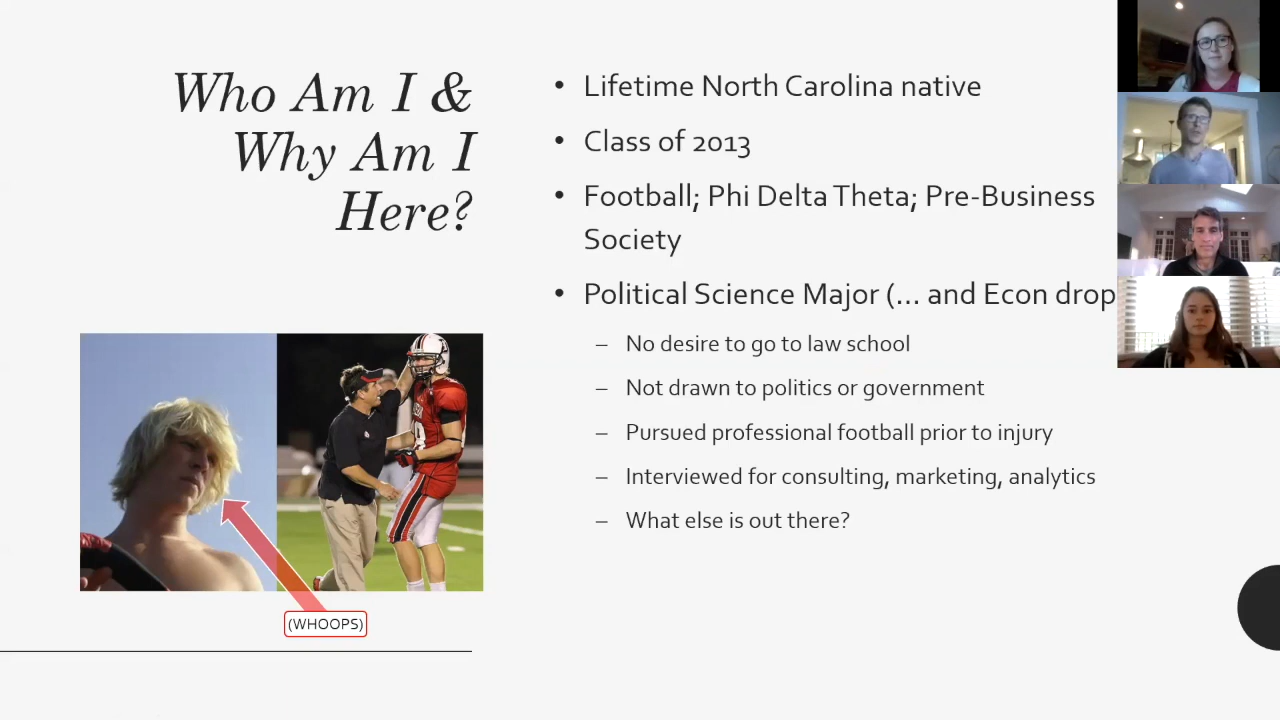 Who Am I &
Why Am I
Here?
• Lifetime North Carolina native
• Class of 2013
• Football; Phi Delta Theta; Pre-Business
Society
• Political Science Major (… and Econ drop
– No desire to go to law school
– Not drawn to politics or government
– Pursued professional football prior to injury
– Interviewed for consulting, marketing, analytics
– What else is out there?
(WHOOPS)